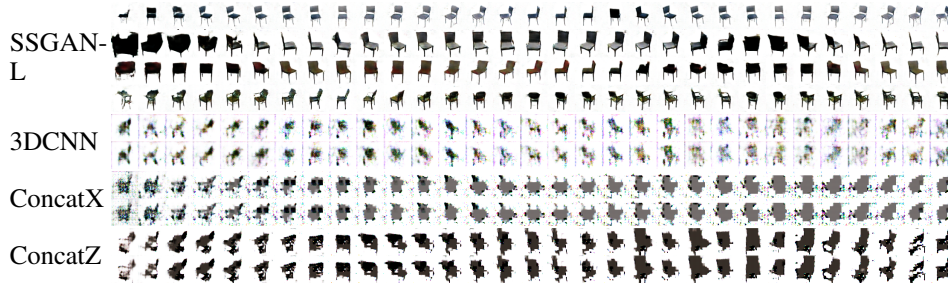 SSGAN-
L
3DCNN
ConcatX
ConcatZ